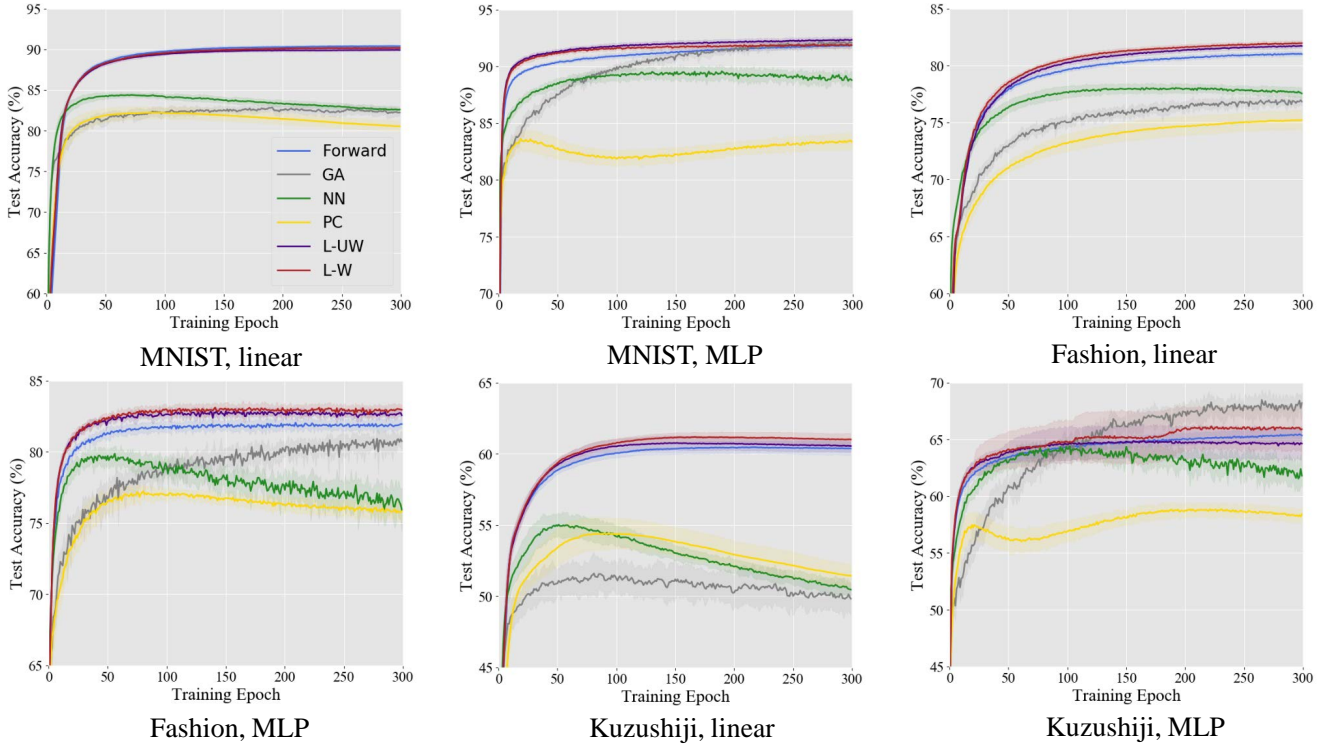 95
90
85
80
75
70
65
60
0 50 100 150 200 250 300
Test Accuracy (%)
Training Epoch
Forward
GA
NN
PC
L-UW
L-W
MNIST, linear
95
90
85
80
75
70
0 50 100 150 200 250 300
Test Accuracy (%)
Training Epoch
MNIST, MLP
85
80
75
70
65
60
0 50 100 150 200 250 300
Test Accuracy (%)
Training Epoch
Fashion, linear
85
80
75
70
65
0 50 100 150 200 250 300
Test Accuracy (%)
Training Epoch
Fashion, MLP
65
60
55
50
45
0 50 100 150 200 250 300
Test Accuracy (%)
Training Epoch
Kuzushiji, linear
70
65
60
55
50
45
0 50 100 150 200 250 300
Test Accuracy (%)
Training Epoch
Kuzushiji, MLP